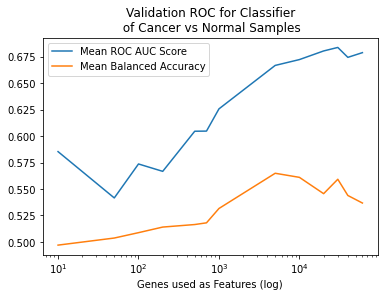 Validation ROC for Classifier
of Cancer vs Normal Samples
Mean ROC AUC Score
Mean Balanced Accuracy
0.675
0.650
0.625
0.600
0.575
0.550
0.525
0.500
10¹ 10² 10³ 10⁴
Genes used as Features (log)